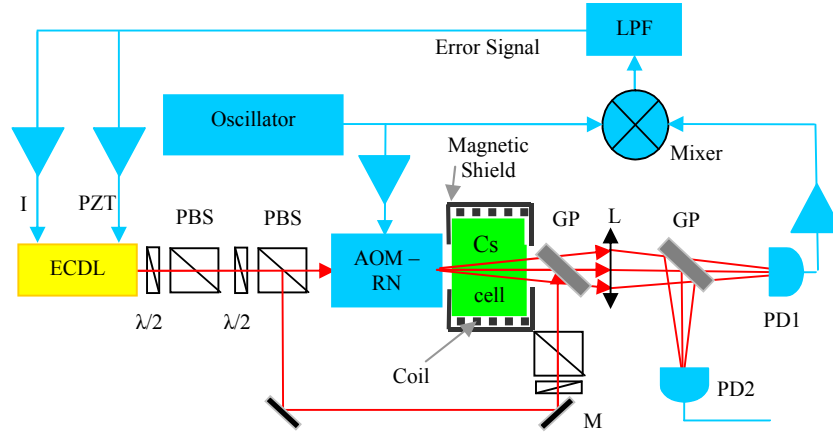 LPF
Error Signal
Oscillator
Magnetic
Shield
Mixer
I
PZT
PBS
PBS
GP
L
GP
ECDL
AOM –
RN
Cs
cell
λ/2
λ/2
PD1
Coil
M
PD2